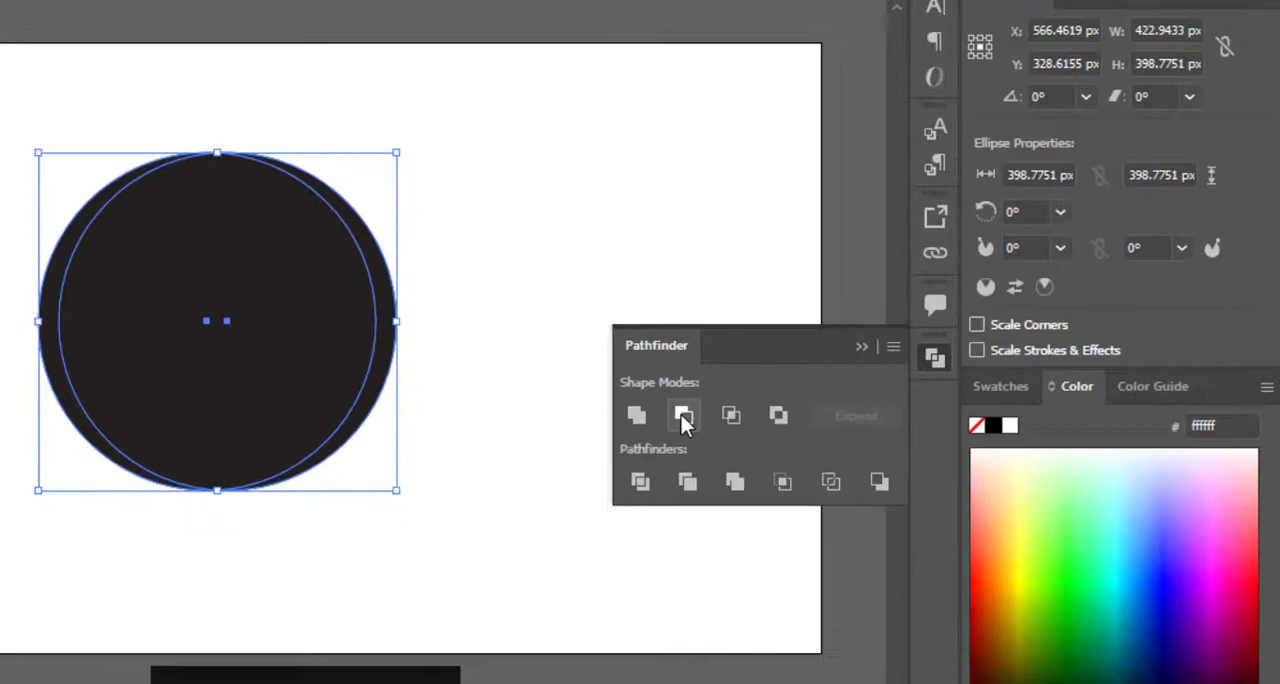 X: 566.4619 px W: 422.9433 px
Y: 328.6155 px H: 398.7751 px
0° 0°
Ellipse Properties:
398.7751 px 398.7751 px
0°
0° 0°
Scale Corners
Scale Strokes & Effects
Pathfinder
Shape Modes:
Expand
Pathfinders:
Swatches Color Color Guide
# ffffff